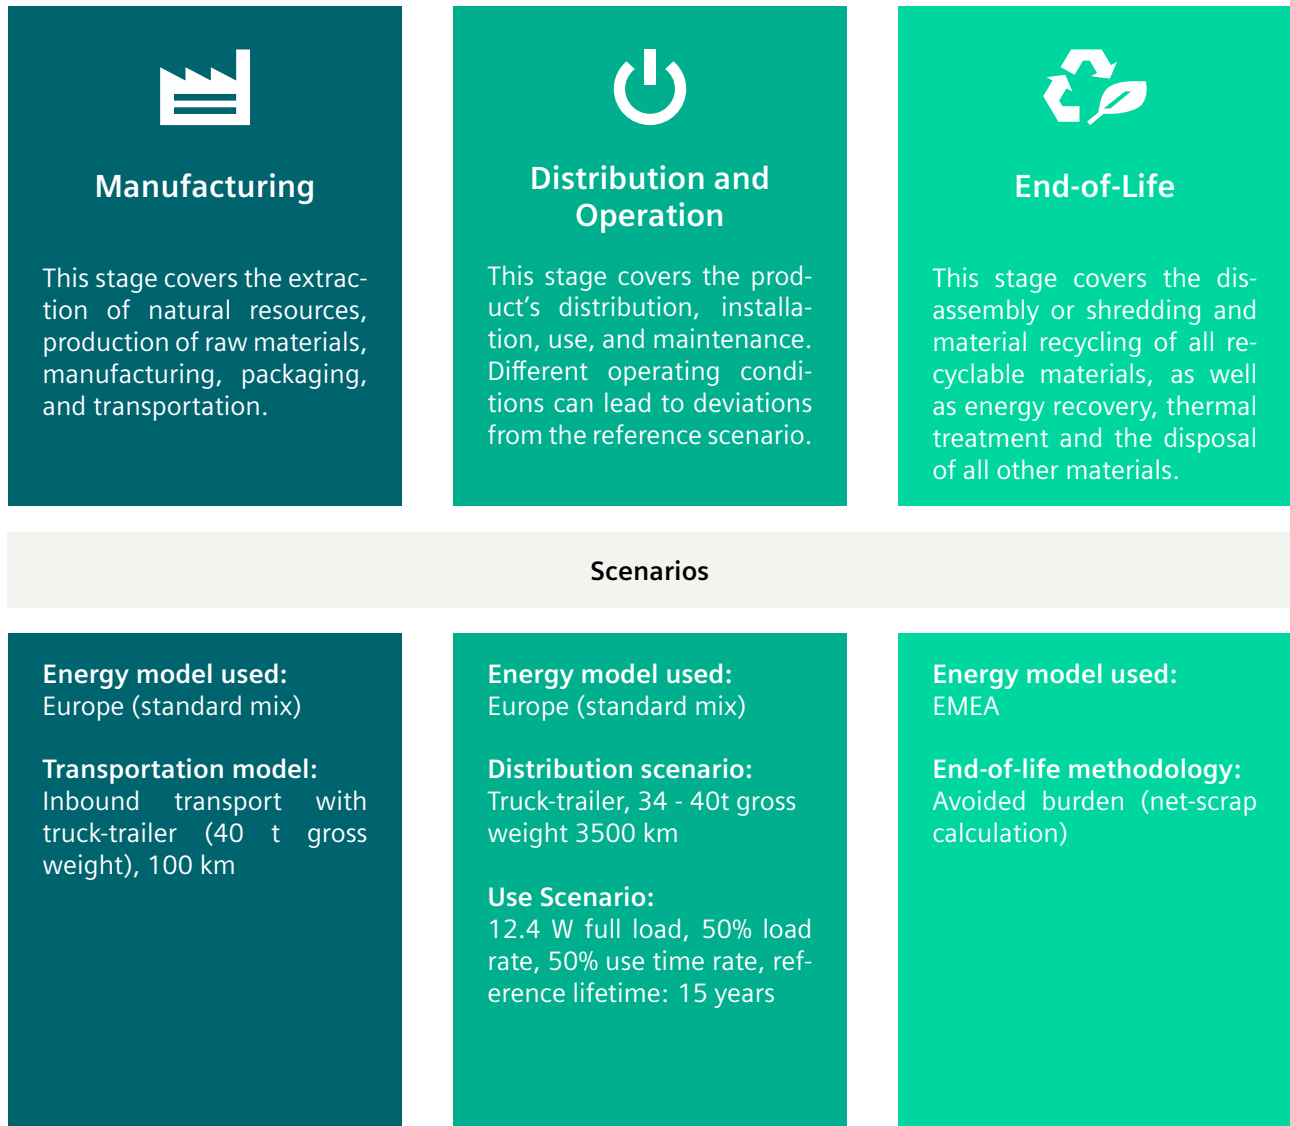 Manufacturing
This stage covers the extrac-
tion of natural resources,
production of raw materials,
manufacturing, packaging,
and transportation.
Distribution and
Operation
This stage covers the prod-
uct's distribution, installa-
tion, use, and maintenance.
Different operating condi-
tions can lead to deviations
from the reference scenario.
End-of-Life
This stage covers the dis-
assembly or shredding and
material recycling of all re-
cyclable materials, as well
as energy recovery, thermal
treatment and the disposal
of all other materials.
Scenarios
Energy model used:
Europe (standard mix)
Transportation model:
Inbound transport with
truck-trailer (40 t gross
weight), 100 km
Energy model used:
Europe (standard mix)
Distribution scenario:
Truck-trailer, 34 - 40t gross
weight 3500 km
Use Scenario:
12.4 W full load, 50% load
rate, 50% use time rate, ref-
erence lifetime: 15 years
Energy model used:
EMEA
End-of-life methodology:
Avoided burden (net-scrap
calculation)